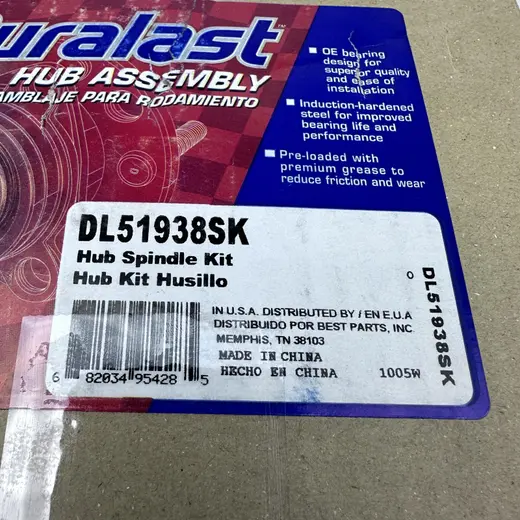 uralast
HUB ASSEMBLY
AMBLAJE PARA RODAMIENTO
OE bearing
design for
superior quality
and ease of
installation
Induction-hardened
steel for improved
bearing life and
performance
Pre-loaded with
premium grease to
reduce friction and wear
DL51938SK
Hub Spindle Kit
Hub Kit Husillo
IN U.S.A. DISTRIBUTED BY / EN E.U.A
DISTRIBUIDO POR BEST PARTS, INC.
MEMPHIS, TN 38103
MADE IN CHINA
HECHO EN CHINA 1005W
6 82034 95428 5
0
DL51938SK